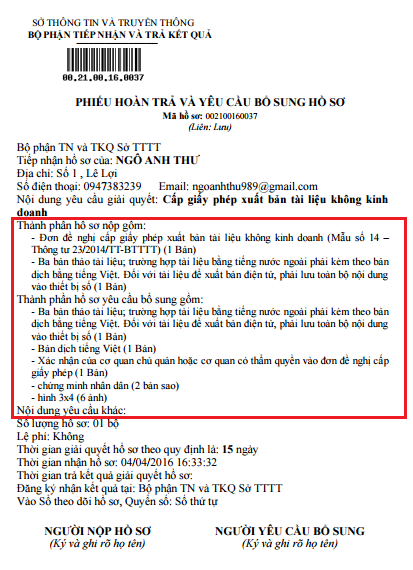 SỞ THÔNG TIN VÀ TRUYỀN THÔNG
BỘ PHẬN TIẾP NHẬN VÀ TRẢ KẾT QUẢ
00.21.00.16.0037
PHIẾU HOÀN TRẢ VÀ YÊU CẦU BỔ SUNG HỒ SƠ
Mã hồ sơ: 002100160037
(Liên: Lưu)
Bộ phận TN và TKQ Sở TTTT
Tiếp nhận hồ sơ của: NGÔ ANH THƯ
Địa chỉ: Số 1 , Lê Lợi
Số điện thoại: 0947383239 Email: ngoanhthu989@gmail.com
Nội dung yêu cầu giải quyết: Cấp giấy phép xuất bản tài liệu không kinh
doanh
Thành phần hồ sơ nộp gồm:
- Đơn đề nghị cấp giấy phép xuất bản tài liệu không kinh doanh (Mẫu số 14 –
Thông tư 23/2014/TT-BTTTT) (1 Bản)
- Ba bản thảo tài liệu; trường hợp tài liệu bằng tiếng nước ngoài phải kèm theo bản
dịch bằng tiếng Việt. Đối với tài liệu để xuất bản điện tử, phải lưu toàn bộ nội dung
vào thiết bị số (1 Bản)
Thành phần hồ sơ yêu cầu bổ sung gồm:
- Ba bản thảo tài liệu; trường hợp tài liệu bằng tiếng nước ngoài phải kèm theo bản
dịch bằng tiếng Việt. Đối với tài liệu để xuất bản điện tử, phải lưu toàn bộ nội dung
vào thiết bị số (1 Bản)
- Bản dịch tiếng Việt (1 Bản)
- Xác nhận của cơ quan chủ quản hoặc cơ quan có thẩm quyền vào đơn đề nghị cấp
giấy phép (1 Bản)
- chứng minh nhân dân (2 bản sao)
- hình 3x4 (6 ảnh)
Nội dung yêu cầu khác:
Số lượng hồ sơ: 01 bộ
Lệ phí: Không
Thời gian giải quyết hồ sơ theo quy định là: 15 ngày
Thời gian nhận hồ sơ: 04/04/2016 16:33:32
Thời gian trả kết quả giải quyết hồ sơ:
Đăng ký nhận kết quả tại: Bộ phận TN và TKQ Sở TTTT
Vào Sổ theo dõi hồ sơ, Quyển số: Số thứ tự
NGƯỜI NỘP HỒ SƠ NGƯỜI YÊU CẦU BỔ SUNG
(Ký và ghi rõ họ tên) (Ký và ghi rõ họ tên)